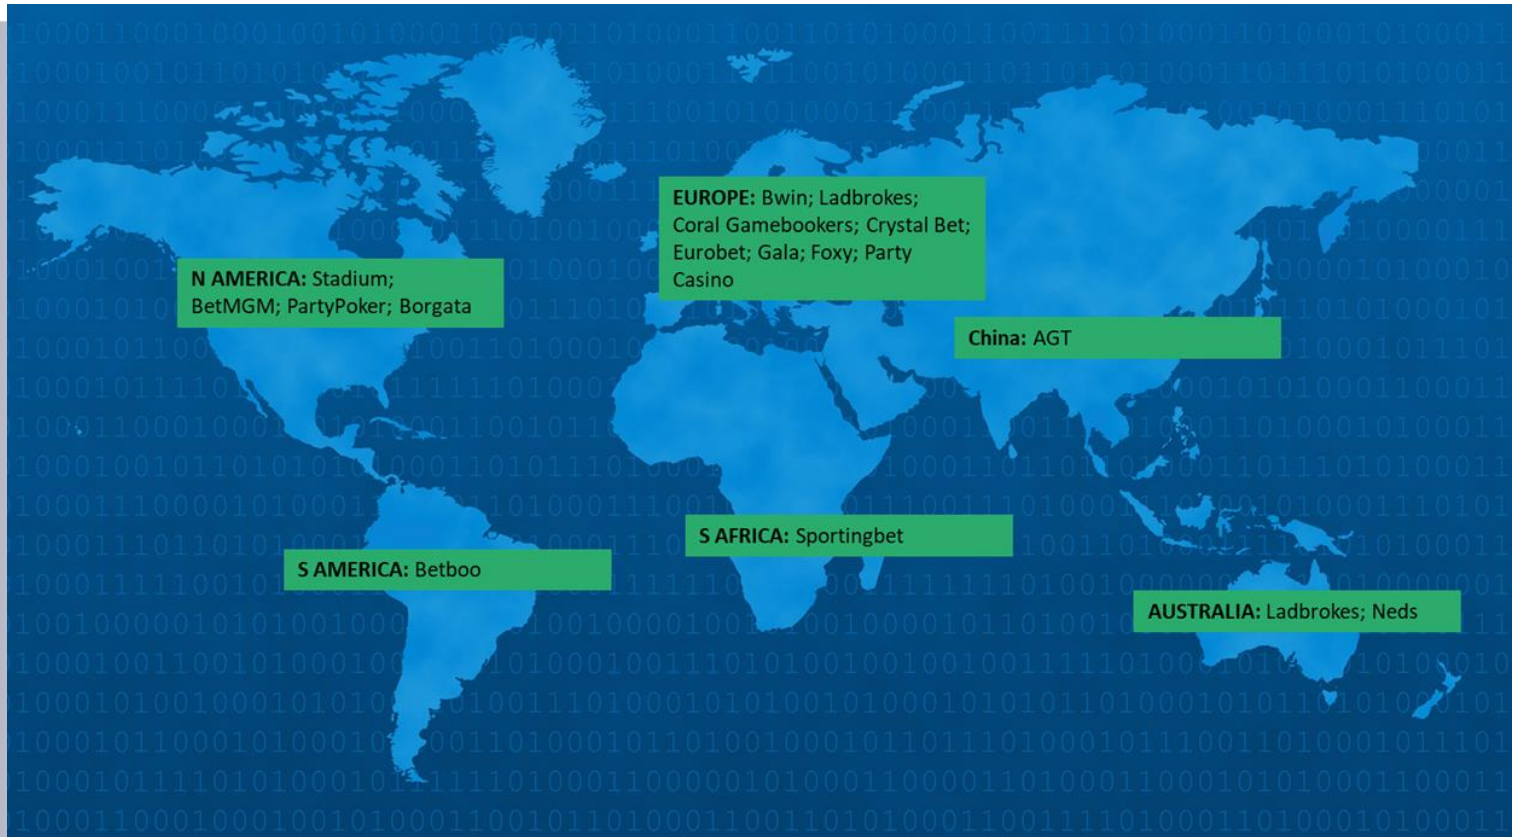 EUROPE: Bwin; Ladbrokes;
Coral Gamebookers; Crystal Bet;
Eurobet; Gala; Foxy; Party
Casino
N AMERICA: Stadium;
BetMGM; PartyPoker; Borgata
China: AGT
S AFRICA: Sportingbet
S AMERICA: Betboo
AUSTRALIA: Ladbrokes; Neds